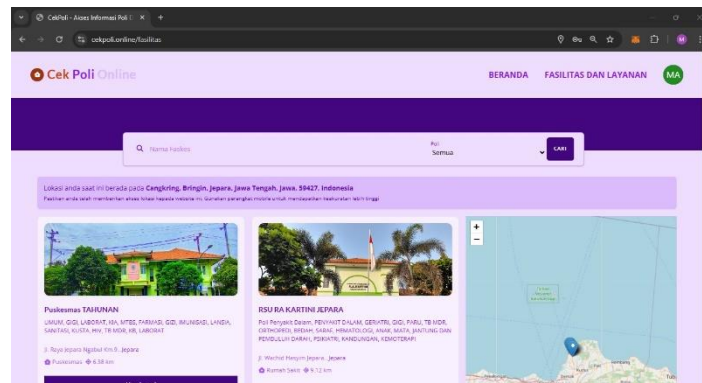 CekPoli - Akses Informasi Poli
cekpoli.online/fasilitas
Cek Poli Online
BERANDA FASILITAS DAN LAYANAN MA
Nama Faskes
Poli
Semua
CARI
Lokasi anda saat ini berada pada Cengkring, Bringin, Jepara, Jawa Tengah, Jawa, 59427, Indonesia
Pastikan anda telah memberikan akses lokasi kepada website ini. Gunakan perangkat mobile untuk mendapatkan keakuratan lebih tinggi
Puskesmas TAHUNAN
UMUM, GIGI, LABORAT, KIA, MTBS, FARMASI, GIZI, IMUNISASI, LANSIA,
SANITASI, KUSTA, HIV, TB MDR, KB, LABORAT
Jl. Raya Jepara Ngabul Km 9, Jepara
Puskesmas 6.58 km
RSU RA KARTINI JEPARA
Poli Penyakit Dalam, PENYAKIT DALAM, GERIATRI, GIGI, PARU, TB MDR,
ORTHOPEDI, BEDAH, SARAF, HEMATOLOGI, ANAK, MATA, JANTUNG DAN
PEMBULUH DARAH, PSIKIATRI, KANDUNGAN, KEMOTERAPI
Jl. Wachid Hasyim Jepara, Jepara
Rumah Sakit 9.12 km
+
−